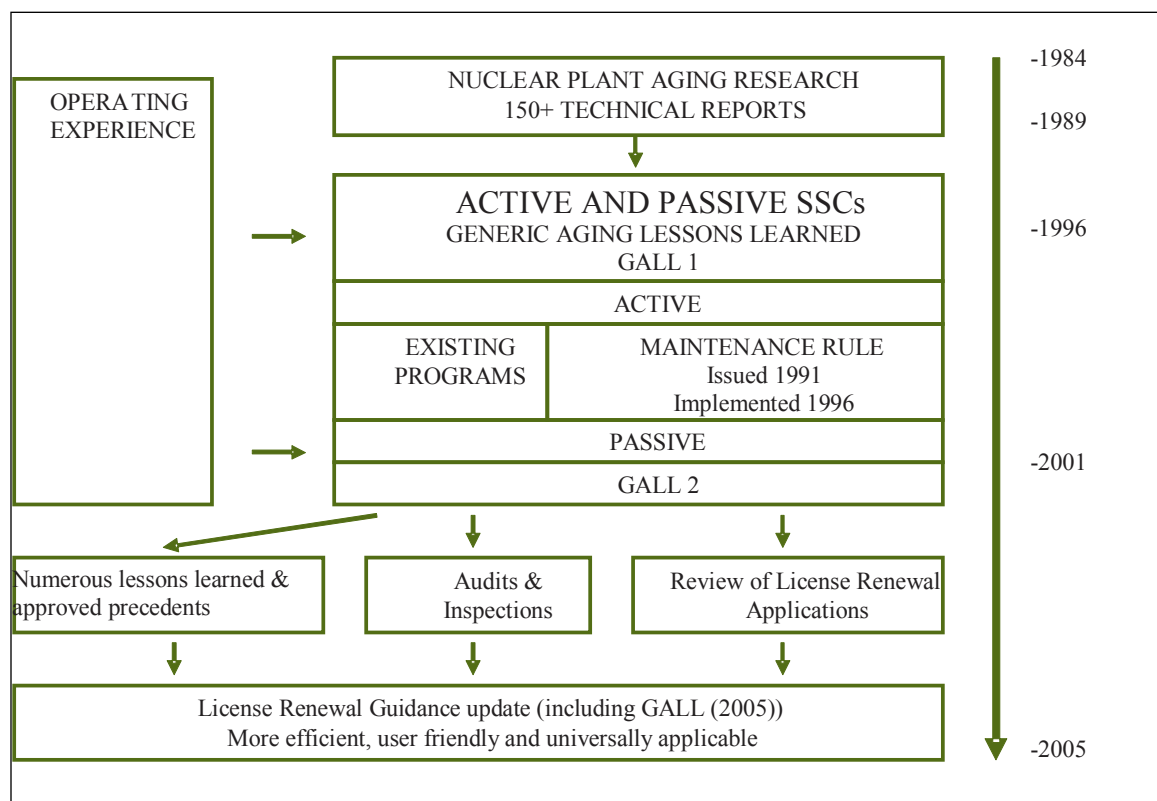 OPERATING
EXPERIENCE
NUCLEAR PLANT AGING RESEARCH
150+ TECHNICAL REPORTS
ACTIVE AND PASSIVE SSCs
GENERIC AGING LESSONS LEARNED
GALL 1
ACTIVE
EXISTING
PROGRAMS
MAINTENANCE RULE
Issued 1991
Implemented 1996
PASSIVE
GALL 2
Numerous lessons learned &
approved precedents
Audits &
Inspections
Review of License Renewal
Applications
License Renewal Guidance update (including GALL (2005))
More efficient, user friendly and universally applicable
-1984
-1989
-1996
-2001
-2005